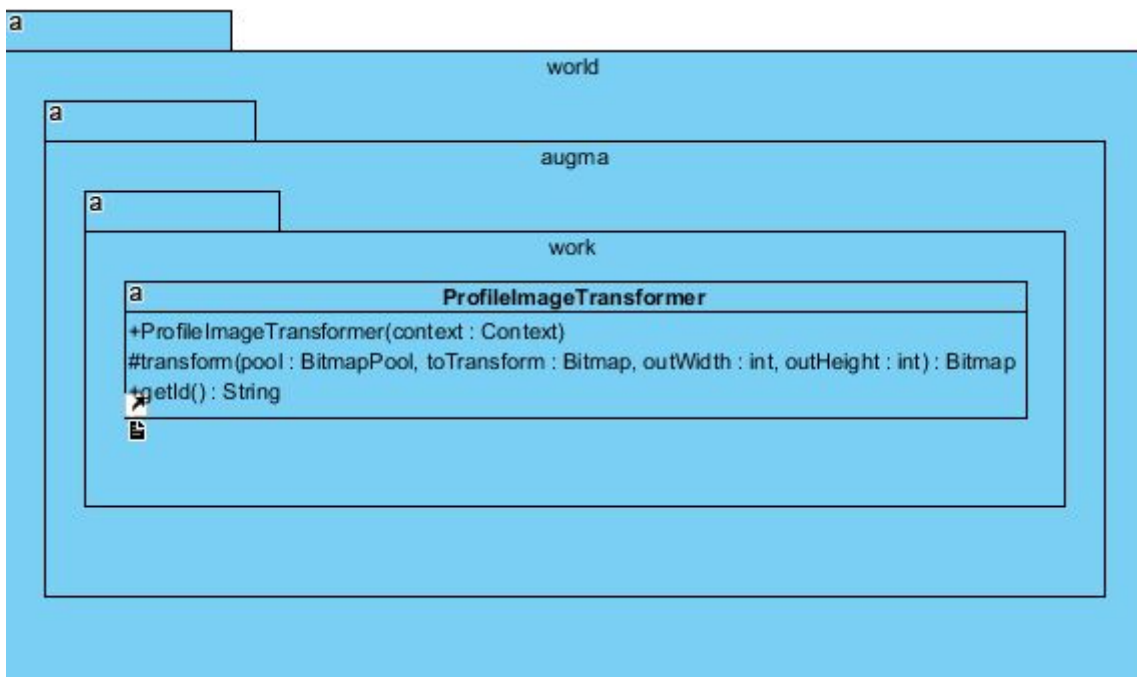 a
world
a
augma
a
work
a
ProfileImageTransformer
+ProfileImageTransformer(context : Context)
#transform(pool : BitmapPool, toTransform : Bitmap, outWidth : int, outHeight : int) : Bitmap
+getId() : String